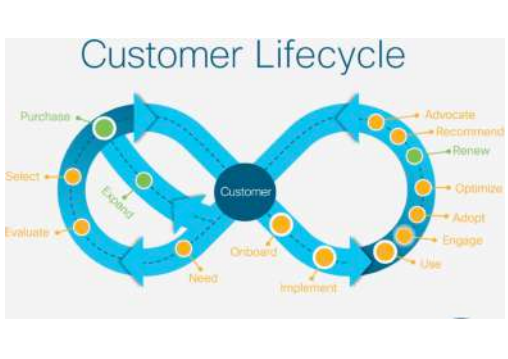 Customer Lifecycle
Purchase
Select
Evaluate
Expand
Need
Customer
Onboard
Implement
Advocate
Recommend
Renew
Optimize
Adopt
Engage
Use